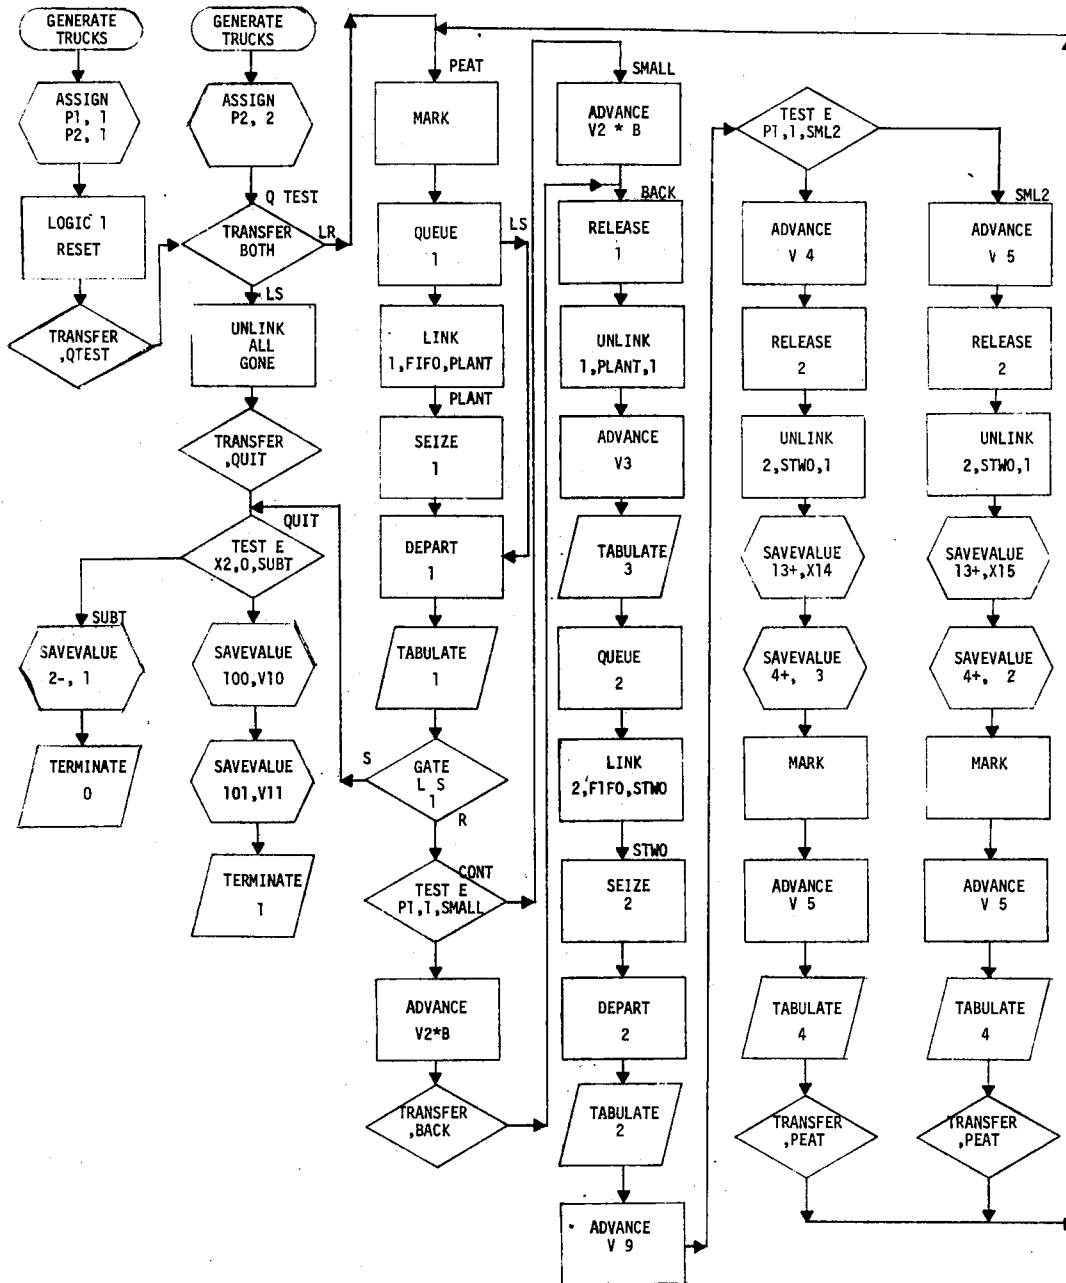 GENERATE
TRUCKS
ASSIGN
P1, 1
P2, 1
LOGIC 1
RESET
TRANSFER
,QTEST
GENERATE
TRUCKS
ASSIGN
P2, 2
Q TEST
TRANSFER
BOTH
LR
LS
UNLINK
ALL
GONE
TRANSFER
,QUIT
QUIT
TEST E
X2,0,SUBT
SUBT
SAVEVALUE
2-, 1
TERMINATE
0
SAVEVALUE
100,V10
SAVEVALUE
101,V11
TERMINATE
1
PEAT
MARK
QUEUE
1
LS
LINK
1,FIFO,PLANT
PLANT
SEIZE
1
DEPART
1
TABULATE
1
S
GATE
L S
1
R
CONT
TEST E
P1,1,SMALL
ADVANCE
V2*B
TRANSFER
,BACK
SMALL
ADVANCE
V2 * B
BACK
RELEASE
1
UNLINK
1,PLANT,1
ADVANCE
V3
TABULATE
3
QUEUE
2
LINK
2,FIFO,STWO
STWO
SEIZE
2
DEPART
2
TABULATE
2
ADVANCE
V 9
TEST E
P1,1,SML2
ADVANCE
V 4
RELEASE
2
UNLINK
2,STWO,1
SAVEVALUE
13+,X14
SAVEVALUE
4+, 3
MARK
ADVANCE
V 5
TABULATE
4
TRANSFER
,PEAT
SML2
ADVANCE
V 5
RELEASE
2
UNLINK
2,STWO,1
SAVEVALUE
13+,X15
SAVEVALUE
4+, 2
MARK
ADVANCE
V 5
TABULATE
4
TRANSFER
,PEAT